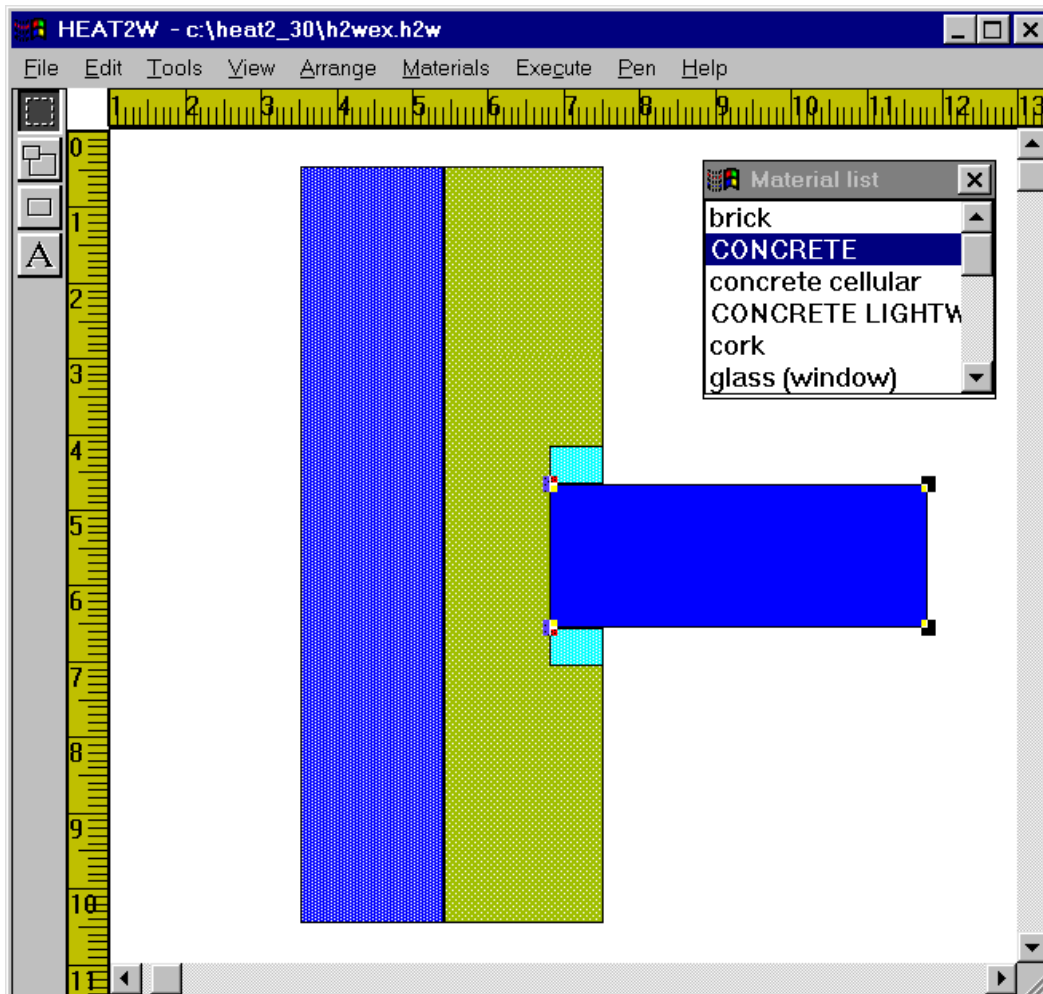 HEAT2W - c:\heat2_30\h2wex.h2w
File Edit Tools View Arrange Materials Execute Pen Help
1 2 3 4 5 6 7 8 9 10 11 12 13
A
0
1
2
3
4
5
6
7
8
9
10
11
Material list
brick
CONCRETE
concrete cellular
CONCRETE LIGHTW
cork
glass (window)